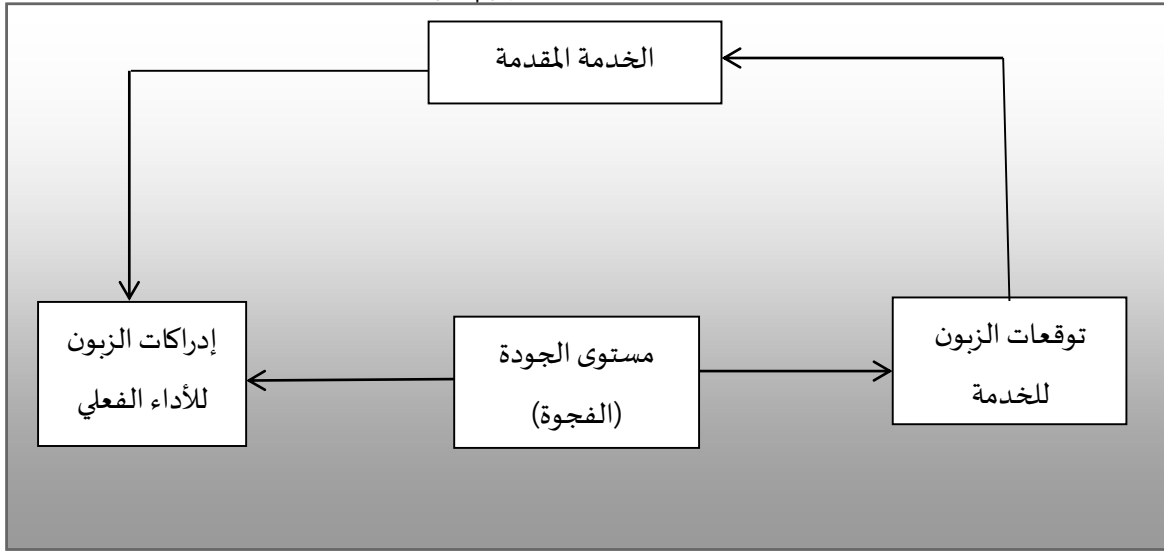 الخدمة المقدمة
توقعات الزبون
للخدمة
مستوى الجودة
(الفجوة)
إدراكات الزبون
للأداء الفعلي